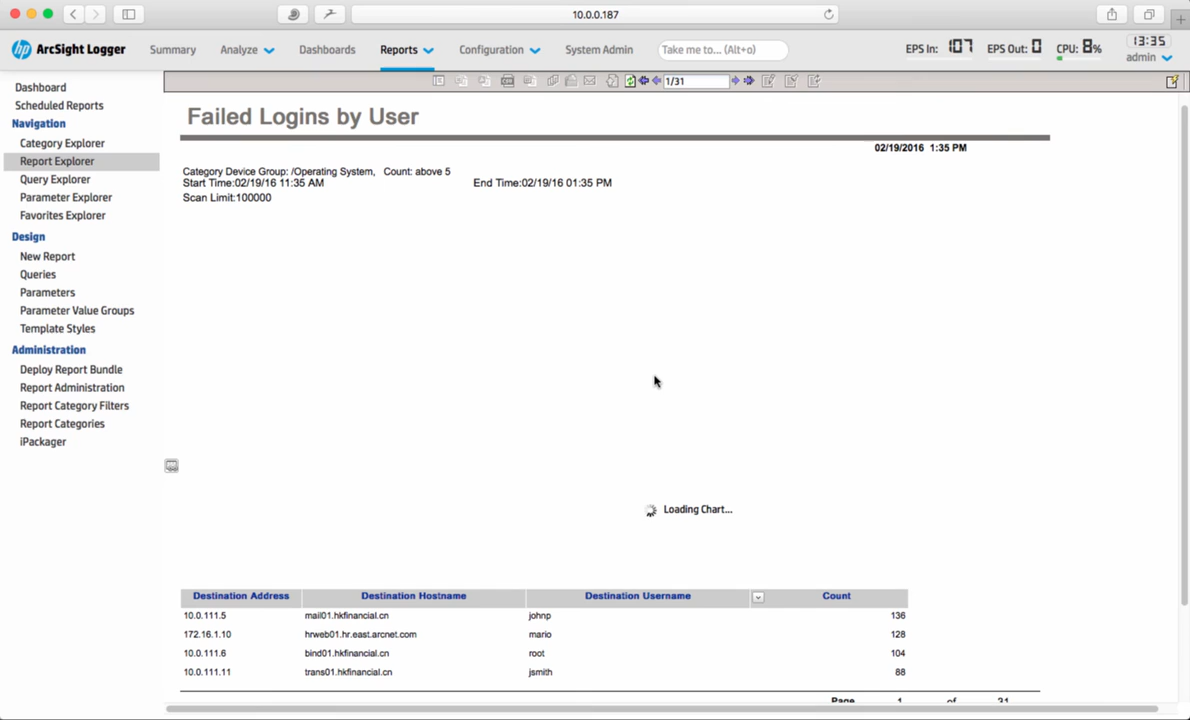 10.0.0.187
hp ArcSight Logger Summary Analyze Dashboards Reports Configuration System Admin Take me to... (Alt+o) EPS In: 107 EPS Out: 0 CPU: 8% 13:35
admin
1/31
Dashboard
Scheduled Reports
Navigation
Category Explorer
Report Explorer
Query Explorer
Parameter Explorer
Favorites Explorer
Design
New Report
Queries
Parameters
Parameter Value Groups
Template Styles
Administration
Deploy Report Bundle
Report Administration
Report Category Filters
Report Categories
iPackager
Failed Logins by User
02/19/2016 1:35 PM
Category Device Group: /Operating System, Count: above 5
Start Time:02/19/16 11:35 AM End Time:02/19/16 01:35 PM
Scan Limit:100000
Loading Chart...
Destination Address Destination Hostname Destination Username Count
10.0.111.5 mail01.hkfinancial.cn johnp 136
172.16.1.10 hrweb01.hr.east.arcnet.com mario 128
10.0.111.6 bind01.hkfinancial.cn root 104
10.0.111.11 trans01.hkfinancial.cn jsmith 88
Page 1 of 31